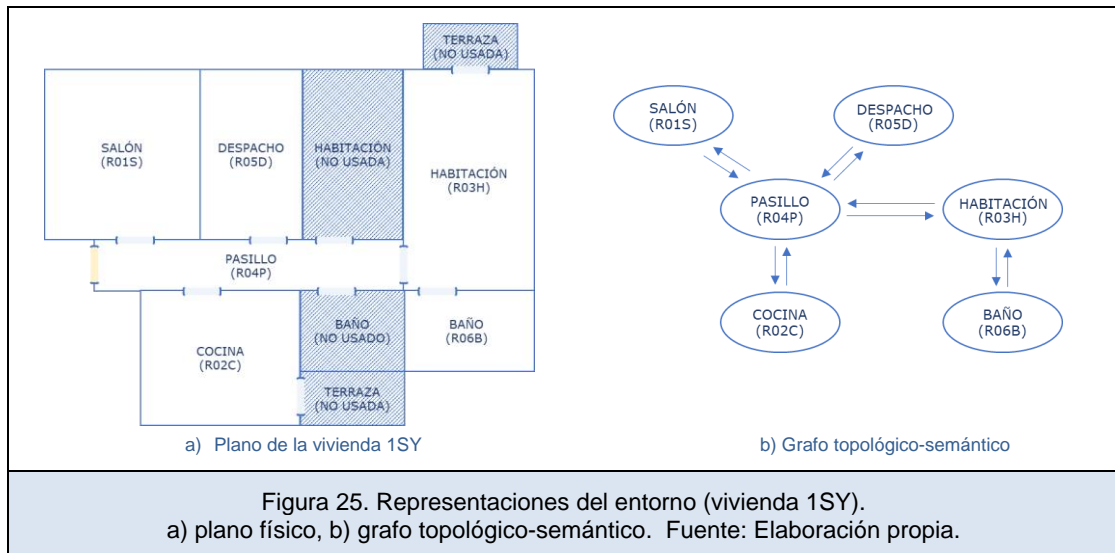 TERRAZA
(NO USADA)
SALÓN
(R01S)
DESPACHO
(R05D)
HABITACIÓN
(NO USADA)
HABITACIÓN
(R03H)
PASILLO
(R04P)
COCINA
(R02C)
BAÑO
(NO USADO)
BAÑO
(R06B)
TERRAZA
(NO USADA)
a) Plano de la vivienda 1SY
SALÓN
(R01S)
DESPACHO
(R05D)
PASILLO
(R04P)
HABITACIÓN
(R03H)
COCINA
(R02C)
BAÑO
(R06B)
b) Grafo topológico-semántico
Figura 25. Representaciones del entorno (vivienda 1SY).
a) plano físico, b) grafo topológico-semántico. Fuente: Elaboración propia.